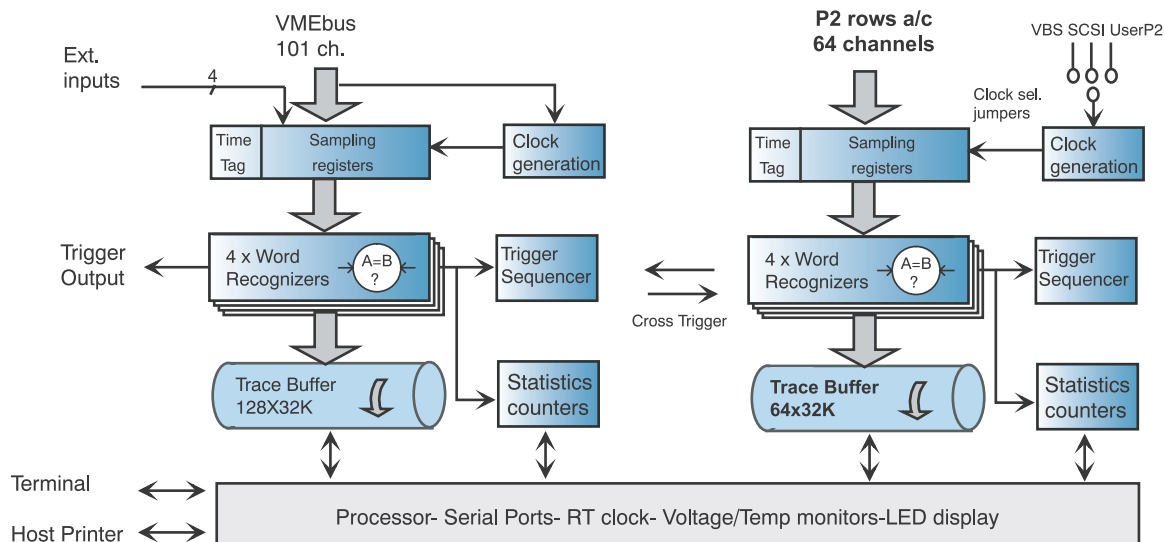 VMEbus
101 ch.
Ext.
inputs
4
Time
Tag
Sampling
registers
Clock
generation
Trigger
Output
4 x Word
Recognizers
A=B
?
Trigger
Sequencer
Trace Buffer
128X32K
Statistics
counters
P2 rows a/c
64 channels
VBS SCSI UserP2
Clock sel.
jumpers
Time
Tag
Sampling
registers
Clock
generation
Cross Trigger
4 x Word
Recognizers
A=B
?
Trigger
Sequencer
Trace Buffer
64x32K
Statistics
counters
Terminal
Host Printer
Processor- Serial Ports- RT clock- Voltage/Temp monitors-LED display